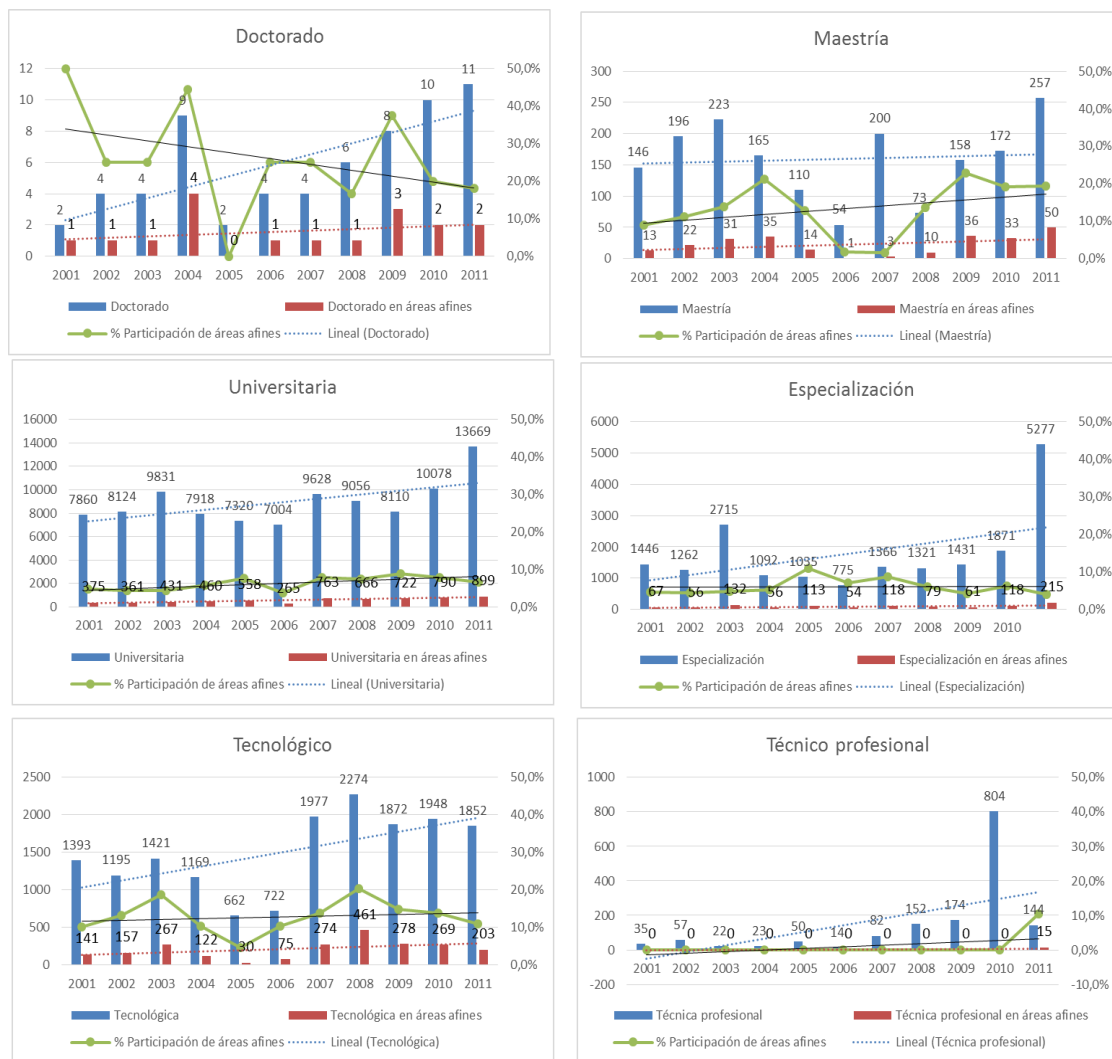 Doctorado
12
10
8
6
4
2
0
50,0%
40,0%
30,0%
20,0%
10,0%
0,0%
2 4 4 9 2 4 4 6 8 10 11
1 1 1 4 0 1 1 1 3 2 2
2001 2002 2003 2004 2005 2006 2007 2008 2009 2010 2011
Doctorado Doctorado en áreas afines
% Participación de áreas afines Lineal (Doctorado)
Maestría
300
250
200
150
100
50
0
50,0%
40,0%
30,0%
20,0%
10,0%
0,0%
146 196 223 165 110 54 200 73 158 172 257
13 22 31 35 14 1 3 10 36 33 50
2001 2002 2003 2004 2005 2006 2007 2008 2009 2010 2011
Maestría Maestría en áreas afines
% Participación de áreas afines Lineal (Maestría)
Universitaria
16000
14000
12000
10000
8000
6000
4000
2000
0
50,0%
40,0%
30,0%
20,0%
10,0%
0,0%
7860 8124 9831 7918 7320 7004 9628 9056 8110 10078 13669
375 361 431 460 558 265 763 666 722 790 899
2001 2002 2003 2004 2005 2006 2007 2008 2009 2010 2011
Universitaria Universitaria en áreas afines
% Participación de áreas afines Lineal (Universitaria)
Especialización
6000
5000
4000
3000
2000
1000
0
50,0%
40,0%
30,0%
20,0%
10,0%
0,0%
1446 1262 2715 1092 1035 775 1366 1321 1431 1871 5277
67 56 132 56 113 54 118 79 61 118 215
2001 2002 2003 2004 2005 2006 2007 2008 2009 2010
Especialización Especialización en áreas afines
% Participación de áreas afines Lineal (Especialización)
Tecnológico
2500
2000
1500
1000
500
0
50,0%
40,0%
30,0%
20,0%
10,0%
0,0%
1393 1195 1421 1169 662 722 1977 2274 1872 1948 1852
141 157 267 122 30 75 274 461 278 269 203
2001 2002 2003 2004 2005 2006 2007 2008 2009 2010 2011
Tecnológica Tecnológica en áreas afines
% Participación de áreas afines Lineal (Tecnológica)
Técnico profesional
1000
800
600
400
200
0
-200
50,0%
40,0%
30,0%
20,0%
10,0%
0,0%
-10,0%
35 57 22 23 50 14 82 152 174 804 144
0 0 0 0 0 0 0 0 0 0 15
2001 2002 2003 2004 2005 2006 2007 2008 2009 2010 2011
Técnica profesional Técnica profesional en áreas afines
% Participación de áreas afines Lineal (Técnica profesional)